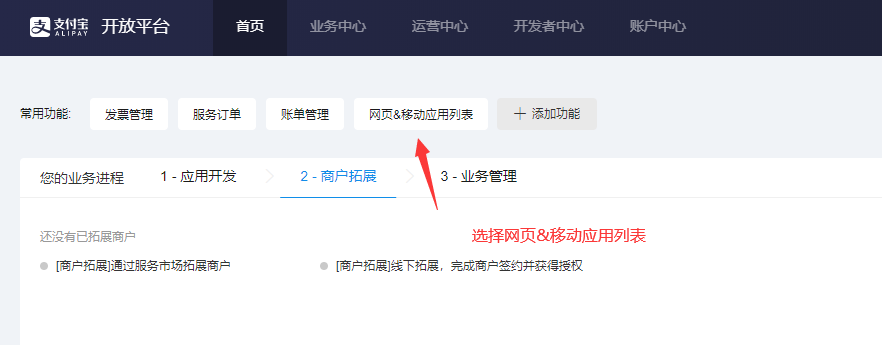 支付宝 ALIPAY 开放平台 首页 业务中心 运营中心 开发者中心 账户中心
常用功能: 发票管理 服务订单 账单管理 网页&移动应用列表 + 添加功能
您的业务进程 1 - 应用开发 2 - 商户拓展 3 - 业务管理
还没有已拓展商户
选择网页&移动应用列表
[商户拓展]通过服务市场拓展商户 [商户拓展]线下拓展，完成商户签约并获得授权